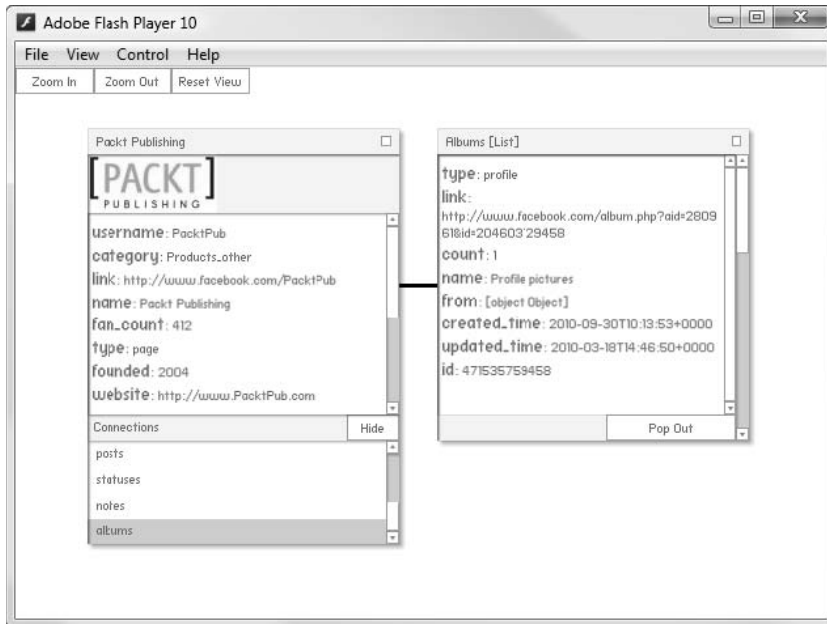 Adobe Flash Player 10
File View Control Help
Zoom In Zoom Out Reset View
Packt Publishing
[PACKT]
PUBLISHING
username: PacktPub
category: Products_other
link: http://www.facebook.com/PacktPub
name: Packt Publishing
fan_count: 412
type: page
founded: 2004
website: http://www.PacktPub.com
Connections Hide
posts
statuses
notes
albums
Albums [List]
type: profile
link:
http://www.facebook.com/album.php?aid=2809
61&id=204603129458
count: 1
name: Profile pictures
from: [object Object]
created_time: 2010-09-30T10:13:53+0000
updated_time: 2010-03-18T14:46:50+0000
id: 471535759458
Pop Out